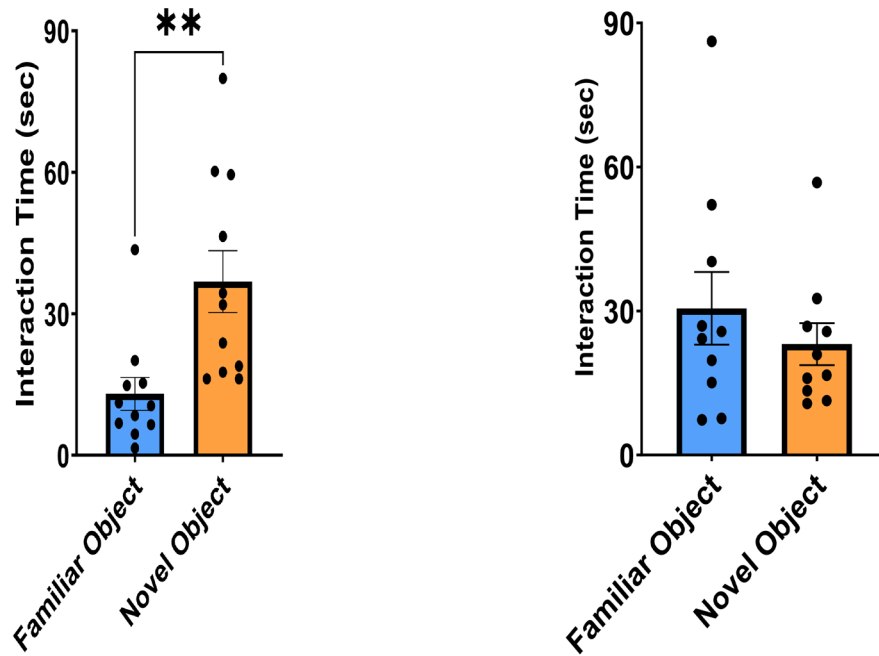 **
Interaction Time (sec)
90
60
30
0
Familiar Object
Novel Object
Interaction Time (sec)
90
60
30
0
Familiar Object
Novel Object